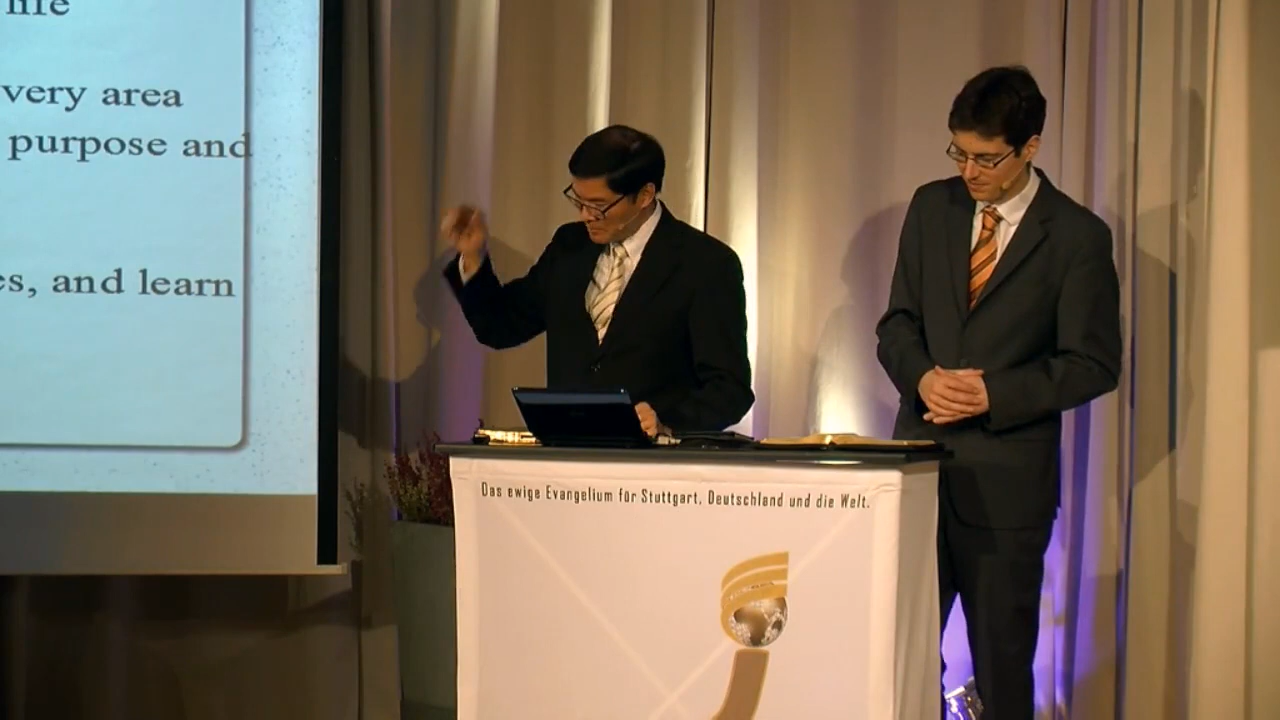 life
very area
purpose and
es, and learn
Das ewige Evangelium für Stuttgart, Deutschland und die Welt.